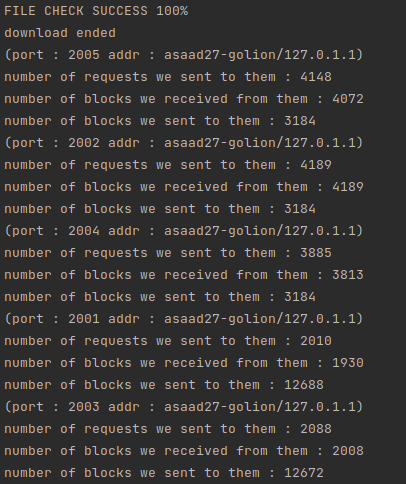 FILE CHECK SUCCESS 100%
download ended
(port : 2005 addr : asaad27-golion/127.0.1.1)
number of requests we sent to them : 4148
number of blocks we received from them : 4072
number of blocks we sent to them : 3184
(port : 2002 addr : asaad27-golion/127.0.1.1)
number of requests we sent to them : 4189
number of blocks we received from them : 4189
number of blocks we sent to them : 3184
(port : 2004 addr : asaad27-golion/127.0.1.1)
number of requests we sent to them : 3885
number of blocks we received from them : 3813
number of blocks we sent to them : 3184
(port : 2001 addr : asaad27-golion/127.0.1.1)
number of requests we sent to them : 2010
number of blocks we received from them : 1930
number of blocks we sent to them : 12688
(port : 2003 addr : asaad27-golion/127.0.1.1)
number of requests we sent to them : 2088
number of blocks we received from them : 2008
number of blocks we sent to them : 12672